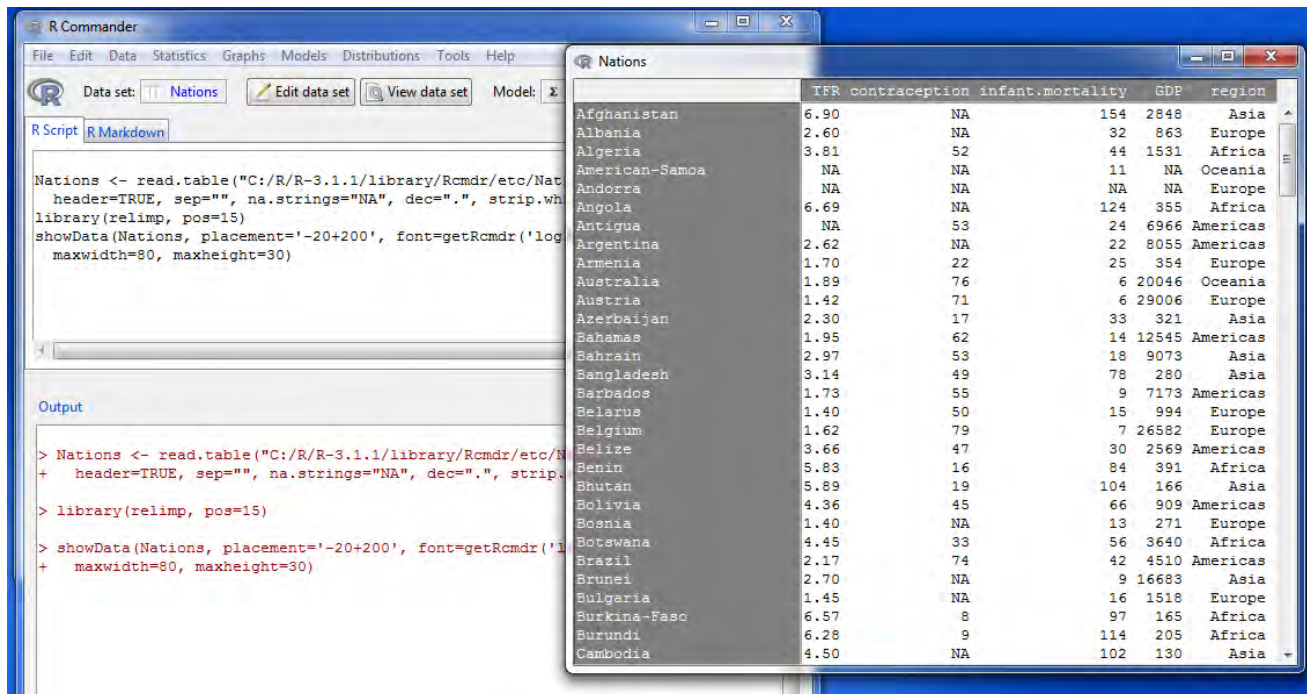 R Commander
File Edit Data Statistics Graphs Models Distributions Tools Help
Data set: Nations Edit data set View data set Model: Σ
R Script R Markdown
Nations <- read.table("C:/R/R-3.1.1/library/Rcmdr/etc/Nat
header=TRUE, sep="", na.strings="NA", dec=".", strip.wh
library(relimp, pos=15)
showData(Nations, placement='-20+200', font=getRcmdr('log
maxwidth=80, maxheight=30)
Output
> Nations <- read.table("C:/R/R-3.1.1/library/Rcmdr/etc/N
+ header=TRUE, sep="", na.strings="NA", dec=".", strip.
> library(relimp, pos=15)
> showData(Nations, placement='-20+200', font=getRcmdr('l
+ maxwidth=80, maxheight=30)
Nations
TFR contraception infant.mortality GDP region
Afghanistan 6.90 NA 154 2848 Asia
Albania 2.60 NA 32 863 Europe
Algeria 3.81 52 44 1531 Africa
American-Samoa NA NA 11 NA Oceania
Andorra NA NA NA NA Europe
Angola 6.69 NA 124 355 Africa
Antigua NA 53 24 6966 Americas
Argentina 2.62 NA 22 8055 Americas
Armenia 1.70 22 25 354 Europe
Australia 1.89 76 6 20046 Oceania
Austria 1.42 71 6 29006 Europe
Azerbaijan 2.30 17 33 321 Asia
Bahamas 1.95 62 14 12545 Americas
Bahrain 2.97 53 18 9073 Asia
Bangladesh 3.14 49 78 280 Asia
Barbados 1.73 55 9 7173 Americas
Belarus 1.40 50 15 994 Europe
Belgium 1.62 79 7 26582 Europe
Belize 3.66 47 30 2569 Americas
Benin 5.83 16 84 391 Africa
Bhutan 5.89 19 104 166 Asia
Bolivia 4.36 45 66 909 Americas
Bosnia 1.40 NA 13 271 Europe
Botswana 4.45 33 56 3640 Africa
Brazil 2.17 74 42 4510 Americas
Brunei 2.70 NA 9 16683 Asia
Bulgaria 1.45 NA 16 1518 Europe
Burkina-Faso 6.57 8 97 165 Africa
Burundi 6.28 9 114 205 Africa
Cambodia 4.50 NA 102 130 Asia